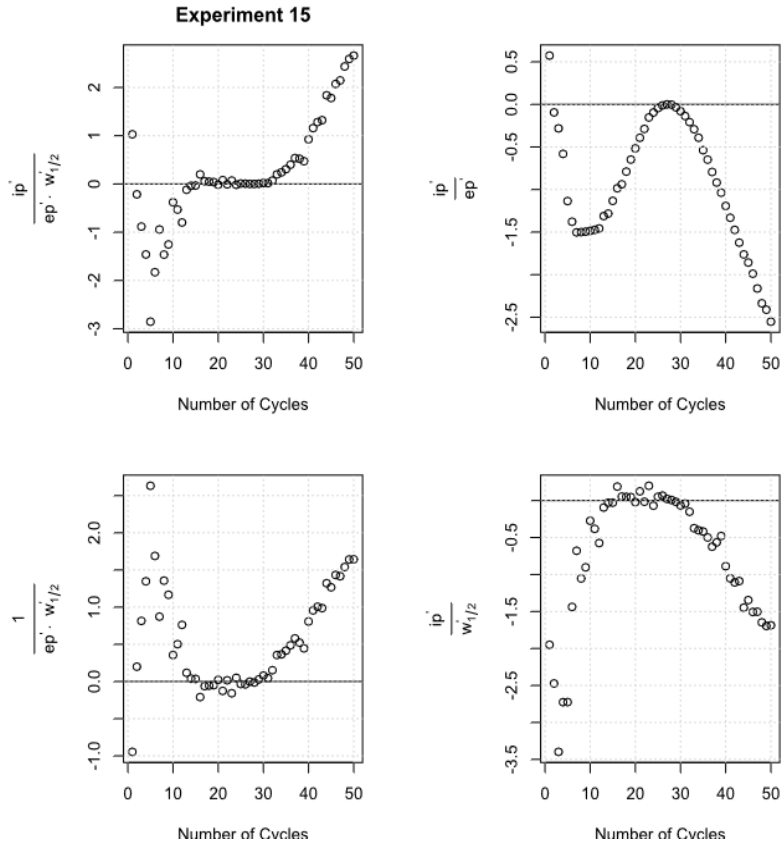 Experiment 15
ip'
ep' · w'1/2
2
1
0
-1
-2
-3
0 10 20 30 40 50
Number of Cycles
ip'
ep'
0.5
0.0
-0.5
-1.5
-2.5
0 10 20 30 40 50
Number of Cycles
1
ep' · w'1/2
2.0
1.0
0.0
-1.0
0 10 20 30 40 50
Number of Cycles
ip'
w'1/2
-0.5
-1.5
-2.5
-3.5
0 10 20 30 40 50
Number of Cycles